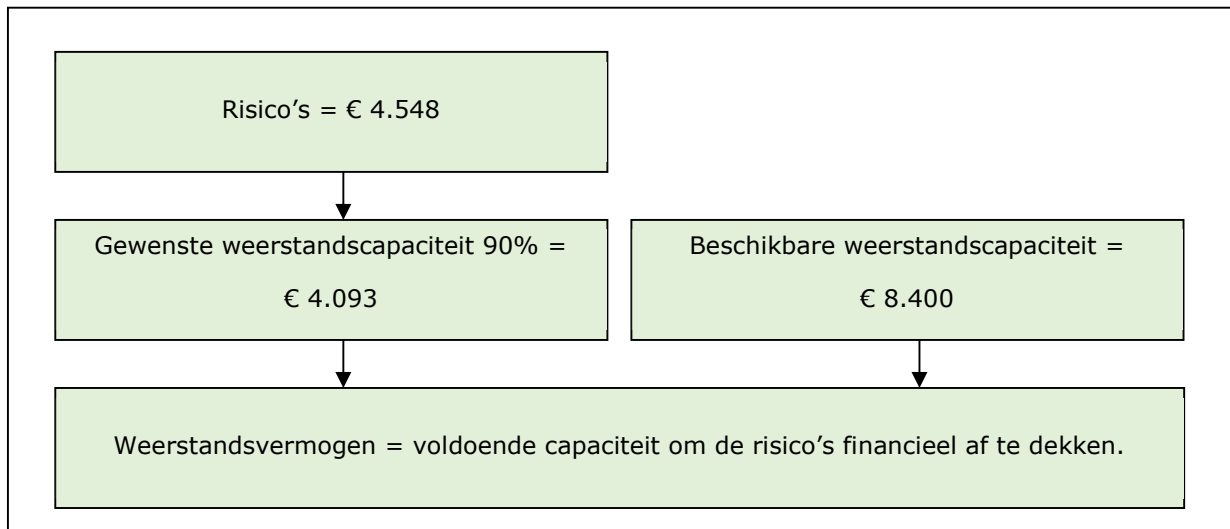 Risico’s = € 4.548
Gewenste weerstandscapaciteit 90% =
€ 4.093
Beschikbare weerstandscapaciteit =
€ 8.400
Weerstandsvermogen = voldoende capaciteit om de risico’s financieel af te dekken.